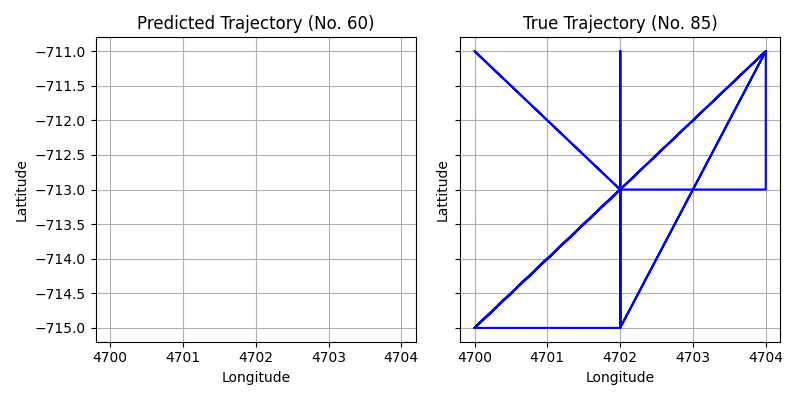 Predicted Trajectory (No. 60)
−711.0
−711.5
−712.0
−712.5
−713.0
−713.5
−714.0
−714.5
−715.0
Lattitude
4700 4701 4702 4703 4704
Longitude
True Trajectory (No. 85)
Lattitude
4700 4701 4702 4703 4704
Longitude